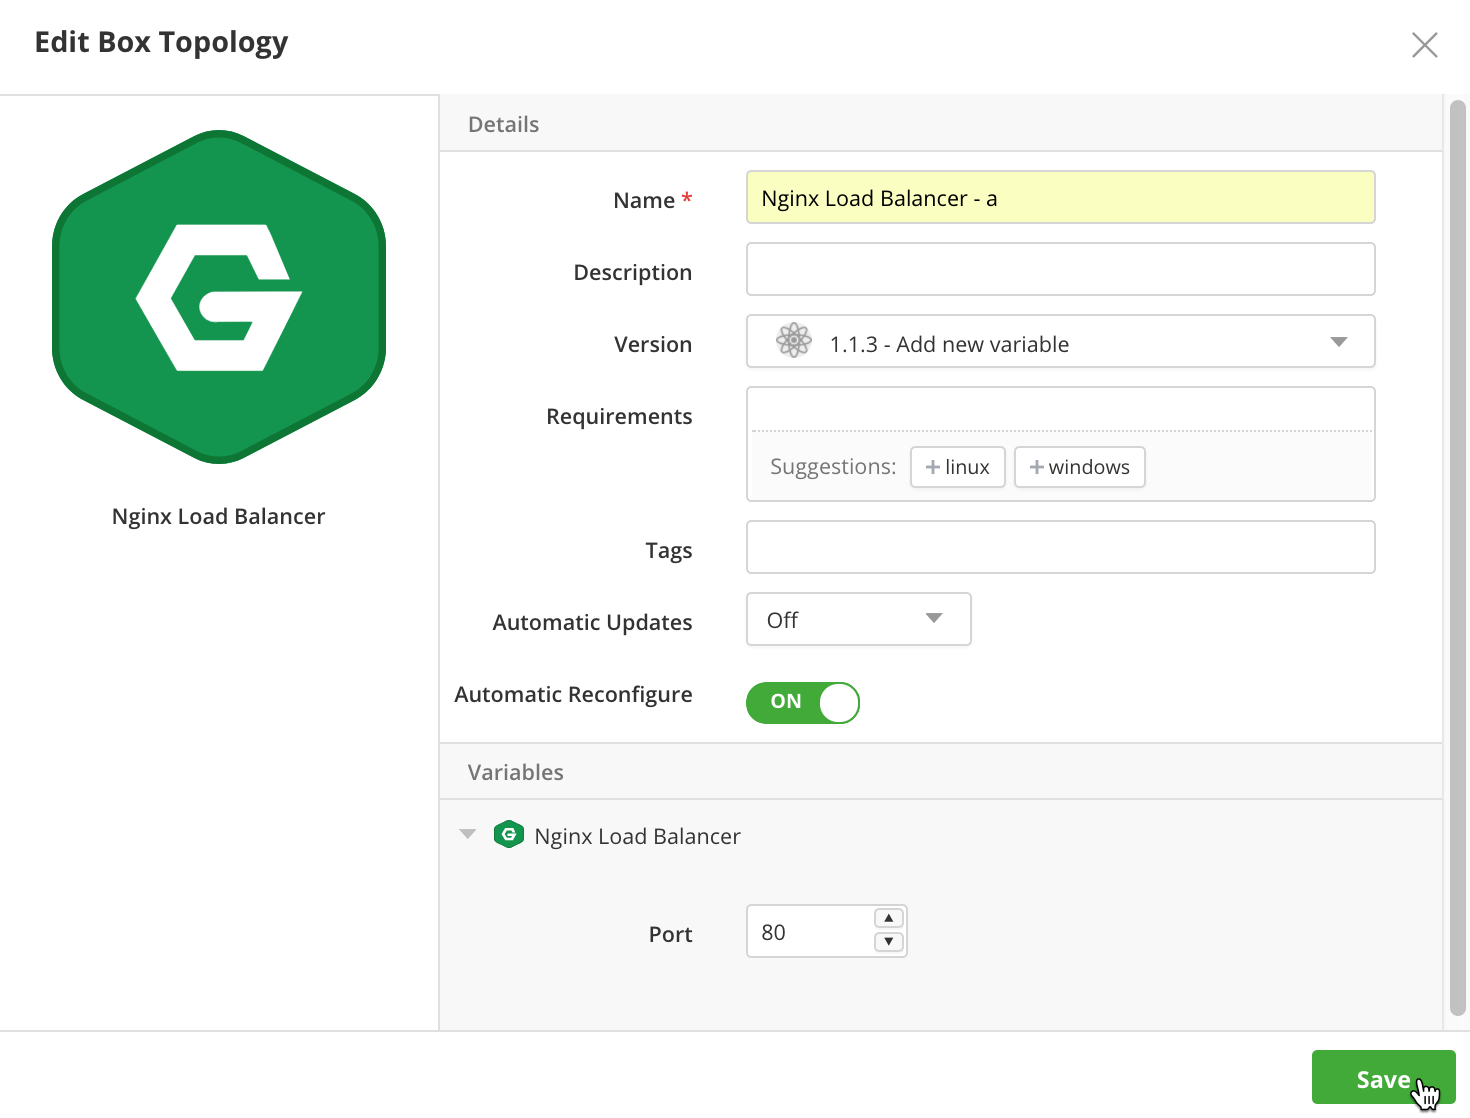 Edit Box Topology
Nginx Load Balancer
Details
Name * Nginx Load Balancer - a
Description
Version 1.1.3 - Add new variable
Requirements
Suggestions: + linux + windows
Tags
Automatic Updates Off
Automatic Reconfigure ON
Variables
Nginx Load Balancer
Port 80
Save